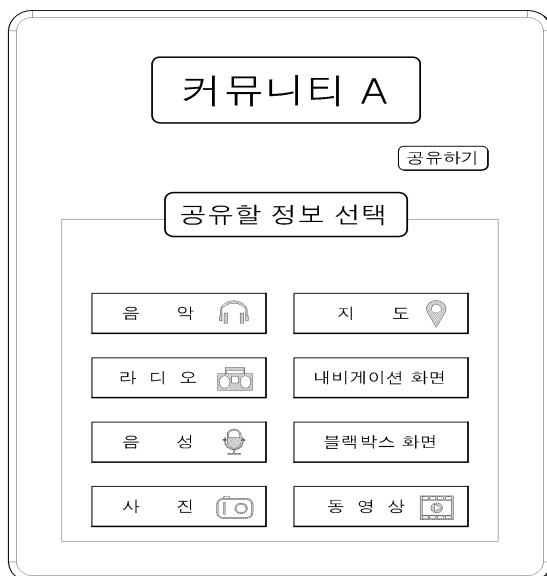 커뮤니티 A
공유하기
공유할 정보 선택
음 악
지 도
라 디 오
내비게이션 화면
음 성
블랙박스 화면
사 진
동 영 상